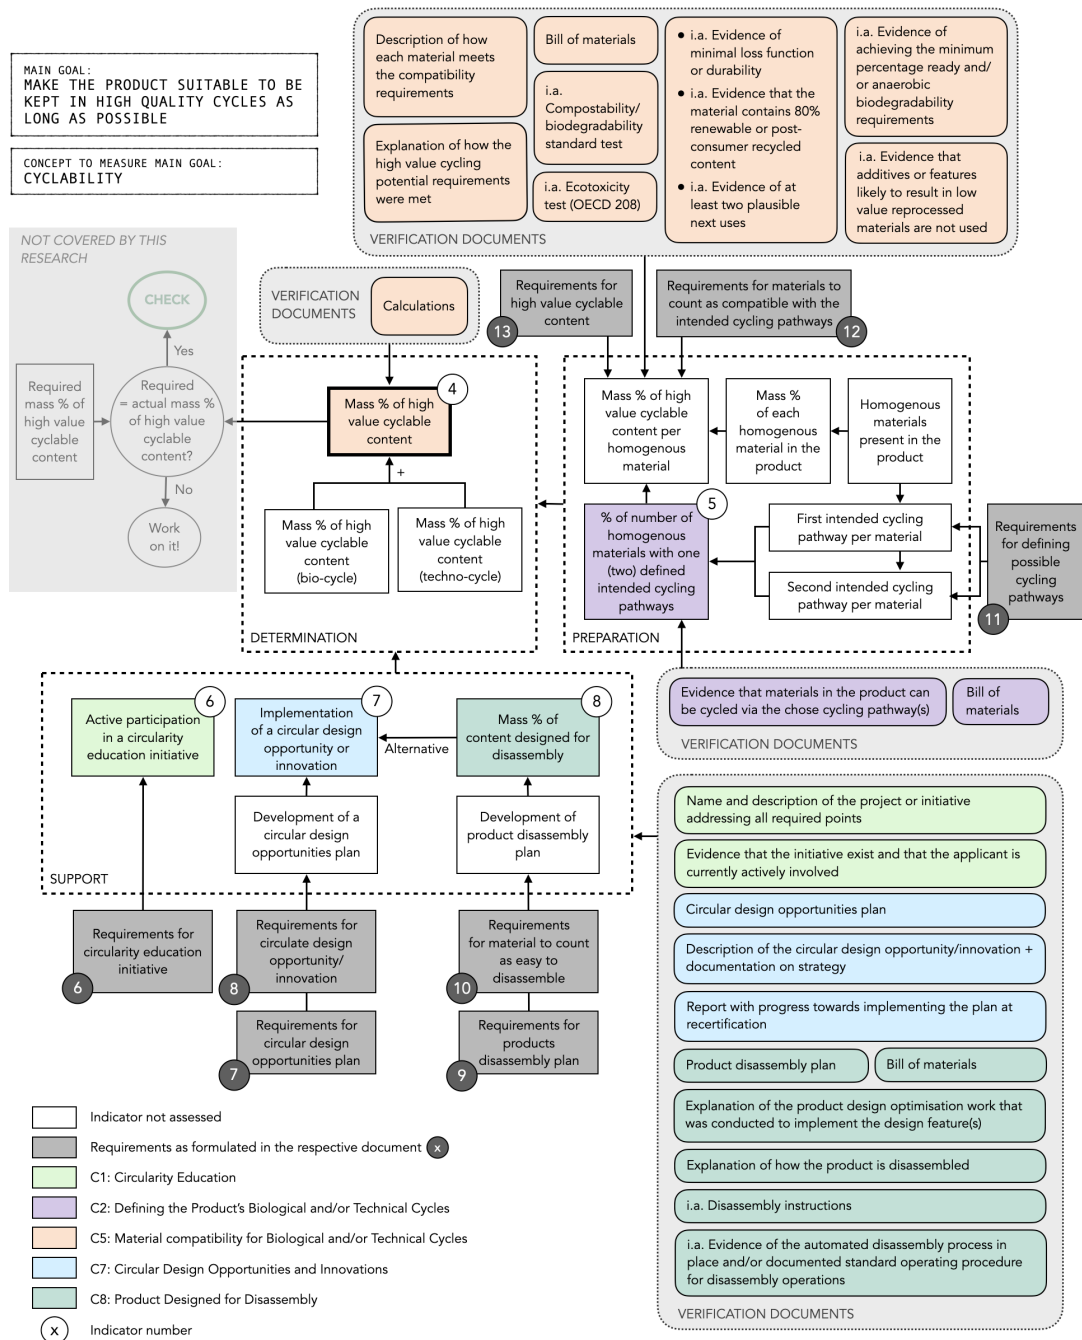 MAIN GOAL:
MAKE THE PRODUCT SUITABLE TO BE
KEPT IN HIGH QUALITY CYCLES AS
LONG AS POSSIBLE
CONCEPT TO MEASURE MAIN GOAL:
CYCLABILITY
Description of how
each material meets
the compatibility
requirements
Explanation of how the
high value cycling
potential requirements
were met
Bill of materials
i.a.
Compostability/
biodegradability
standard test
i.a. Ecotoxicity
test (OECD 208)
• i.a. Evidence of
minimal loss function
or durability
• i.a. Evidence that the
material contains 80%
renewable or post-
consumer recycled
content
• i.a. Evidence of at
least two plausible
next uses
i.a. Evidence of
achieving the minimum
percentage ready and/
or anaerobic
biodegradability
requirements
i.a. Evidence that
additives or features
likely to result in low
value reprocessed
materials are not used
VERIFICATION DOCUMENTS
NOT COVERED BY THIS
RESEARCH
CHECK
Yes
Required
mass % of
high value
cyclable
content
Required
= actual mass %
of high value
cyclable
content?
No
Work
on it!
VERIFICATION
DOCUMENTS
Calculations
Requirements for
high value cyclable
content
13
Requirements for materials to
count as compatible with the
intended cycling pathways
12
4
Mass % of high
value cyclable
content
+
Mass % of high
value cyclable
content
(bio-cycle)
Mass % of high
value cyclable
content
(techno-cycle)
DETERMINATION
Mass % of high
value cyclable
content per
homogenous
material
Mass %
of each
homogenous
material in the
product
Homogenous
materials
present in the
product
5
% of number of
homogenous
materials with one
(two) defined
intended cycling
pathways
First intended cycling
pathway per material
Second intended cycling
pathway per material
PREPARATION
Requirements
for defining
possible
cycling
pathways
11
Evidence that materials in the product can
be cycled via the chose cycling pathway(s)
Bill of
materials
VERIFICATION DOCUMENTS
6
Active participation
in a circularity
education initiative
7
Implementation
of a circular design
opportunity or
innovation
Alternative
8
Mass % of
content designed for
disassembly
Development of a
circular design
opportunities plan
Development of
product disassembly
plan
SUPPORT
Requirements for
circularity education
initiative
6
Requirements for
circulate design
opportunity/
innovation
8
Requirements for
circular design
opportunities plan
7
Requirements
for material to count
as easy to
disassemble
10
Requirements for
products
disassembly plan
9
Name and description of the project or initiative
addressing all required points
Evidence that the initiative exist and that the applicant is
currently actively involved
Circular design opportunities plan
Description of the circular design opportunity/innovation +
documentation on strategy
Report with progress towards implementing the plan at
recertification
Product disassembly plan
Bill of materials
Explanation of the product design optimisation work that
was conducted to implement the design feature(s)
Explanation of how the product is disassembled
i.a. Disassembly instructions
i.a. Evidence of the automated disassembly process in
place and/or documented standard operating procedure
for disassembly operations
VERIFICATION DOCUMENTS
Indicator not assessed
Requirements as formulated in the respective document x
C1: Circularity Education
C2: Defining the Product's Biological and/or Technical Cycles
C5: Material compatibility for Biological and/or Technical Cycles
C7: Circular Design Opportunities and Innovations
C8: Product Designed for Disassembly
x Indicator number